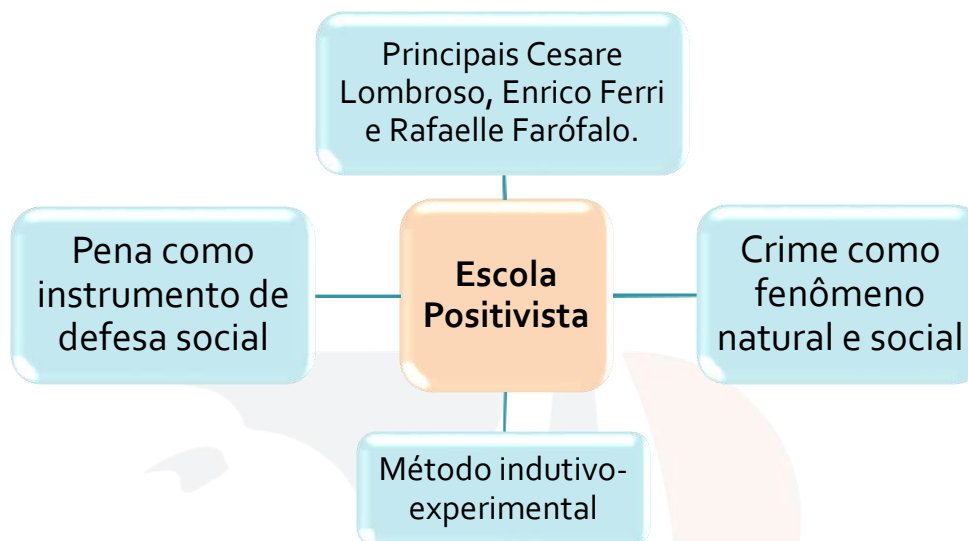 Principais Cesare
Lombroso, Enrico Ferri
e Rafaelle Farófalo.
Pena como
instrumento de
defesa social
Escola
Positivista
Crime como
fenômeno
natural e social
Método indutivo-
experimental